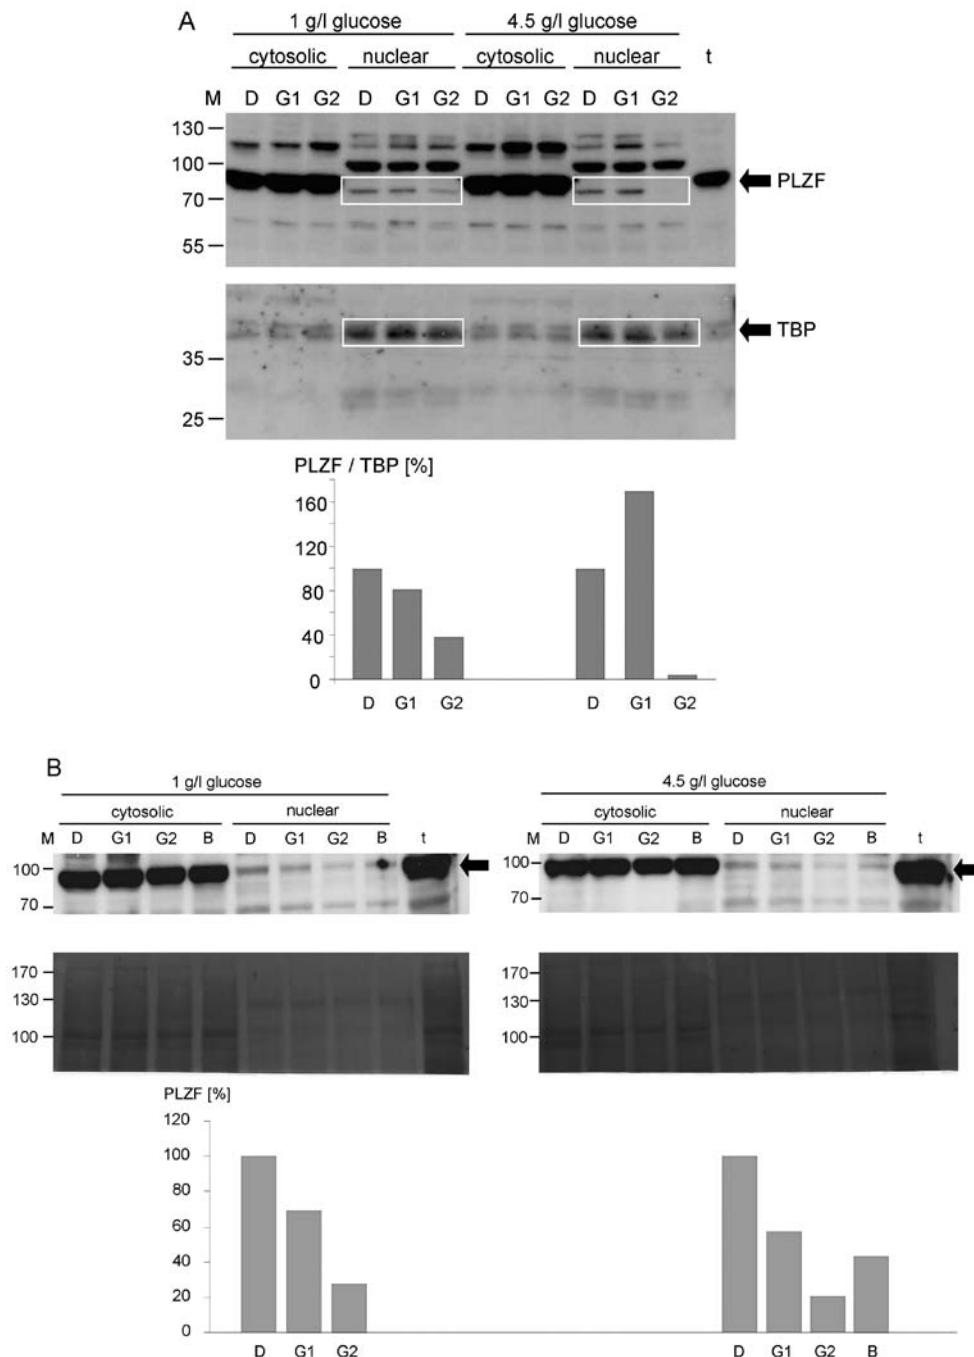 A
1 g/l glucose 4.5 g/l glucose
cytosolic nuclear cytosolic nuclear t
M D G1 G2 D G1 G2 D G1 G2 D G1 G2
130
100
PLZF
70
55
TBP
35
25
PLZF / TBP [%]
160
120
80
40
0
D G1 G2 D G1 G2
B
1 g/l glucose 4.5 g/l glucose
cytosolic nuclear cytosolic nuclear
M D G1 G2 B D G1 G2 B t M D G1 G2 B D G1 G2 B t
100 100
70 70
170 170
130 130
100 100
PLZF [%]
120
100
80
60
40
20
0
D G1 G2 D G1 G2 B